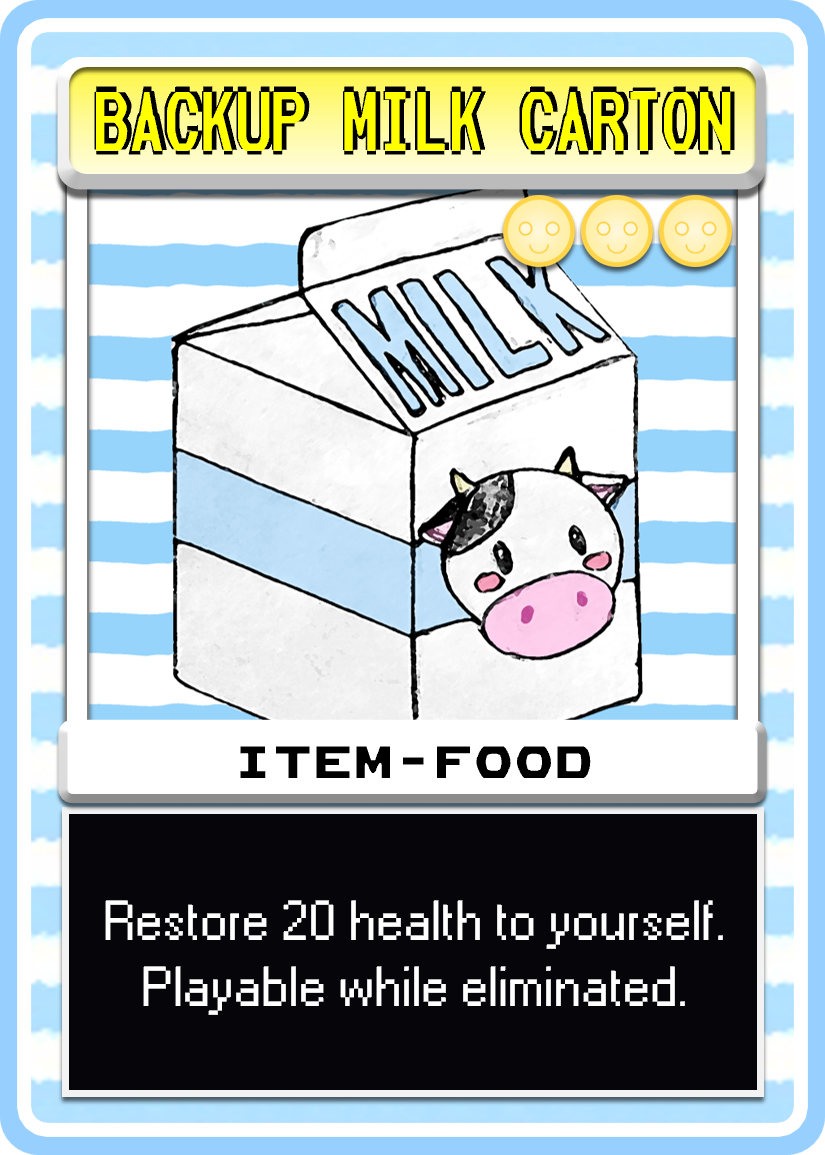 BACKUP MILK CARTON
MILK
ITEM-FOOD
Restore 20 health to yourself.
Playable while eliminated.